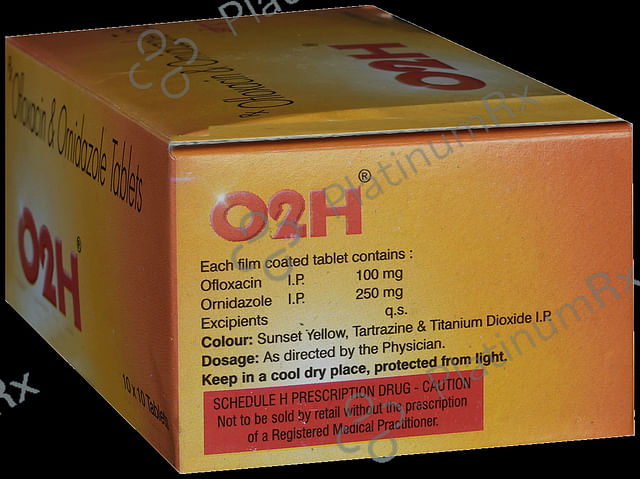 O2H®
℞
Ofloxacin & Ornidazole Tablets
O2H®
10 x 10 Tablets
O2H®
Each film coated tablet contains :
Ofloxacin I.P. 100 mg
Ornidazole I.P. 250 mg
Excipients q.s.
Colour: Sunset Yellow, Tartrazine & Titanium Dioxide I.P.
Dosage: As directed by the Physician.
Keep in a cool dry place, protected from light.
SCHEDULE H PRESCRIPTION DRUG - CAUTION
Not to be sold by retail without the prescription
of a Registered Medical Practitioner.
PlatinumRx
PlatinumRx
PlatinumRx
Rx